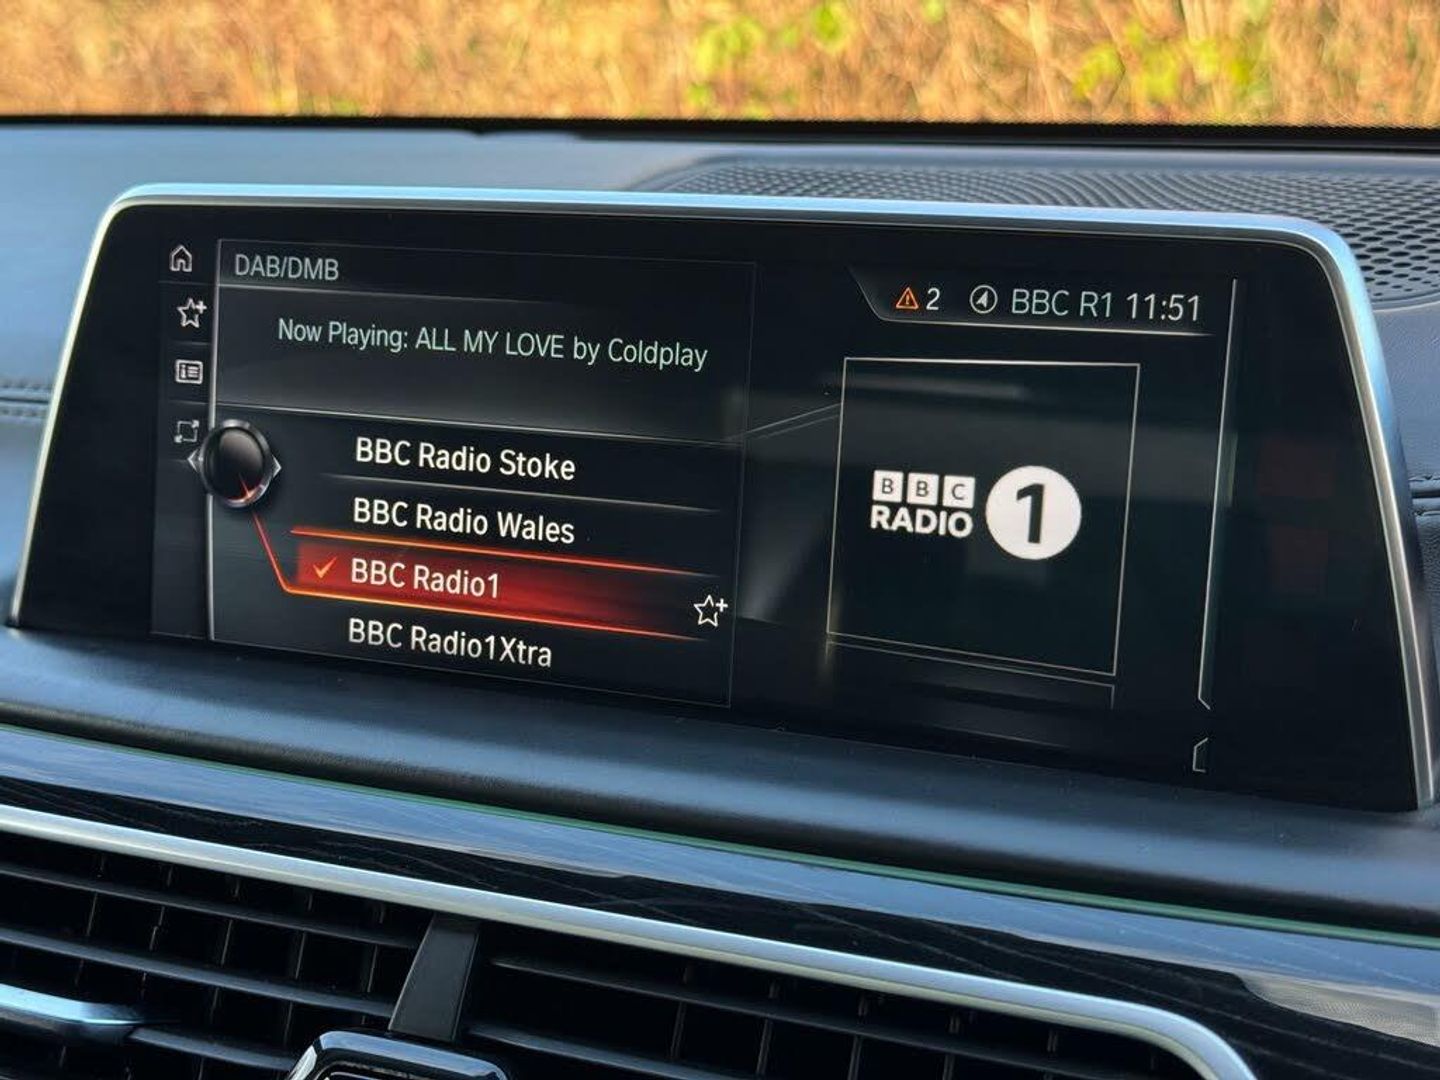 DAB/DMB
2 BBC R1 11:51
Now Playing: ALL MY LOVE by Coldplay
BBC Radio Stoke
BBC Radio Wales
BBC Radio1
BBC Radio1Xtra
BBC
RADIO 1